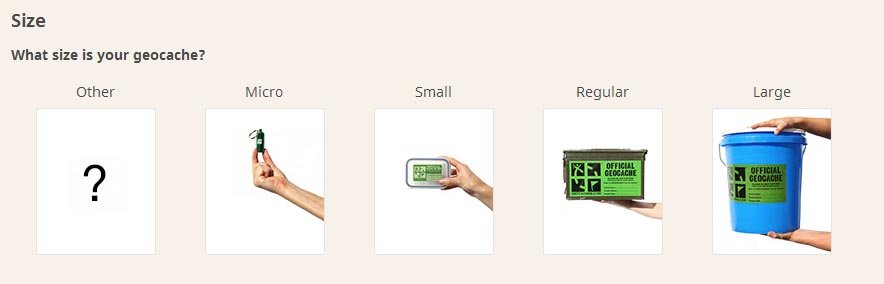 Size
What size is your geocache?
Other
Micro
Small
Regular
Large
?
OFFICIAL
GEOCACHE
OFFICIAL
GEOCACHE